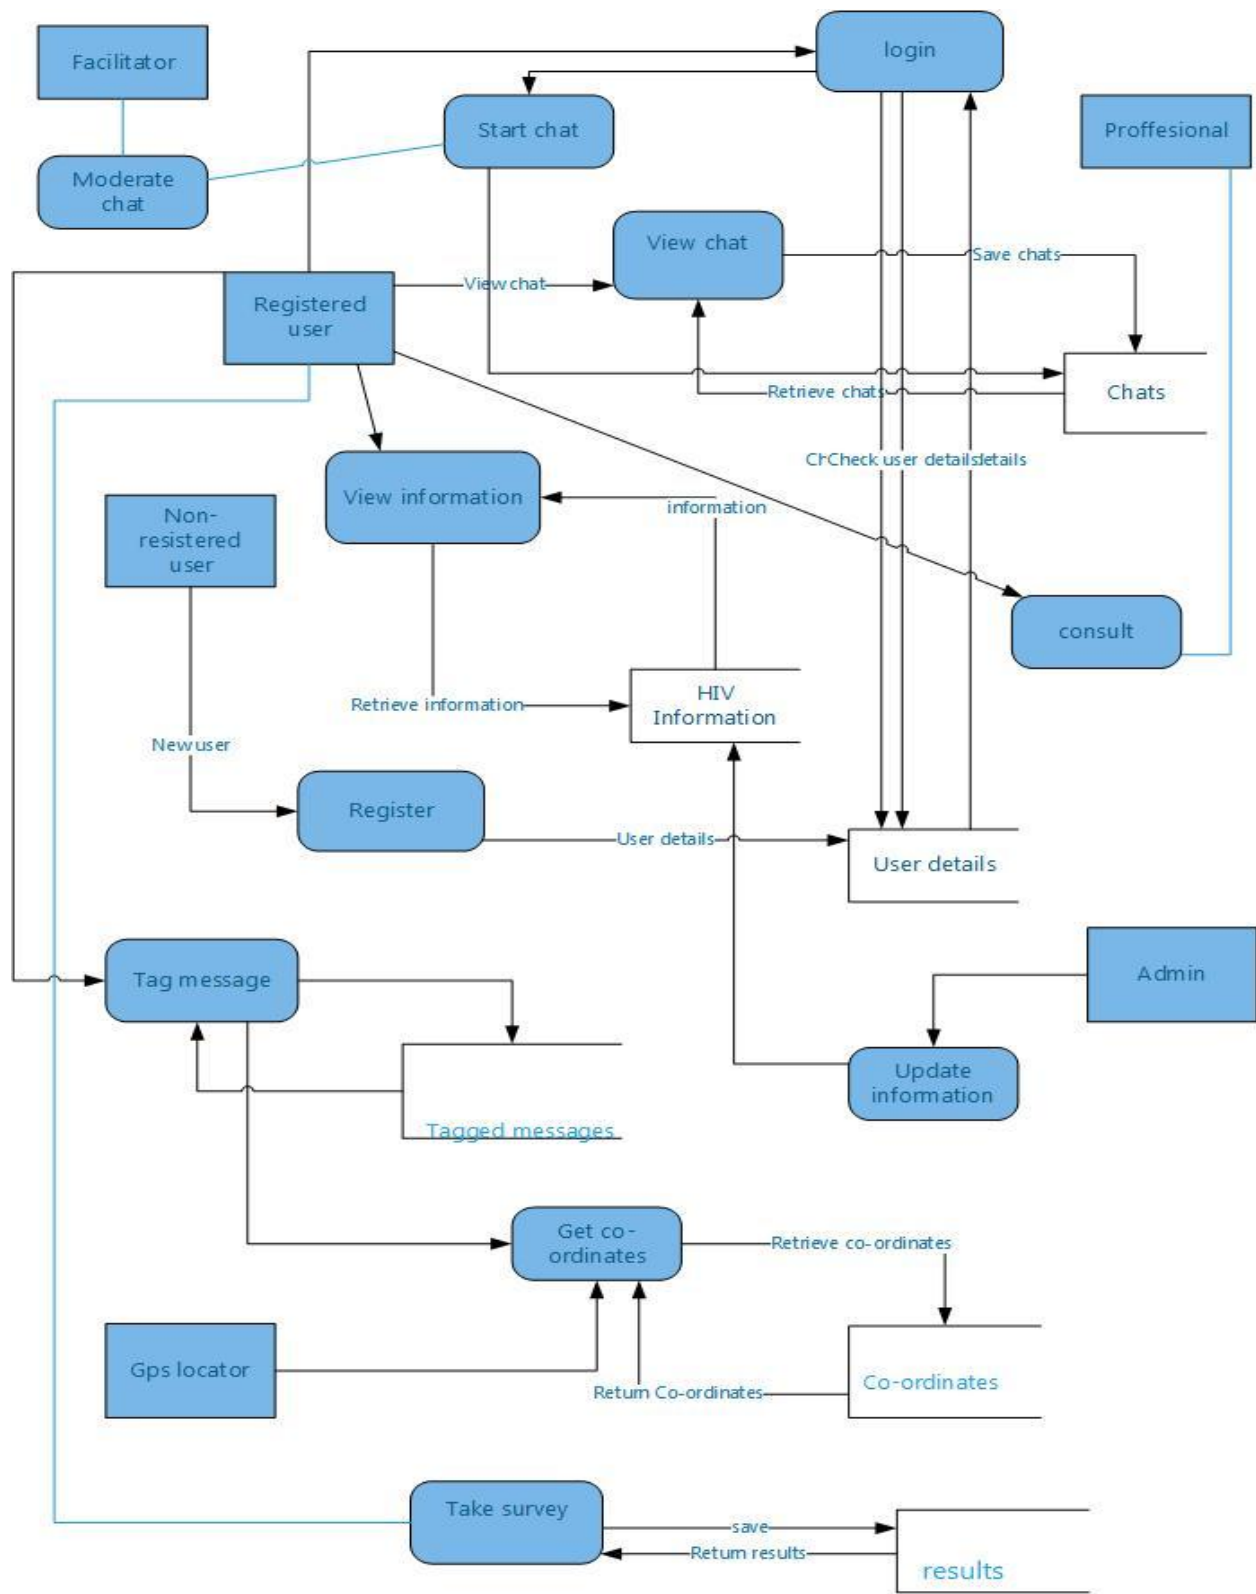 login
Facilitator
Start chat
Proffesional
Moderate
chat
View chat
Save chats
View chat
Registered
user
Retrieve chats
Chats
Check user details
details
View information
information
Non-
resistered
user
consult
HIV
Information
Retrieve information
New user
Register
User details
User details
Tag message
Admin
Update
information
Tagged messages
Get co-
ordinates
Retrieve co-ordinates
Gps locator
Return Co-ordinates
Co-ordinates
Take survey
save
Return results
results